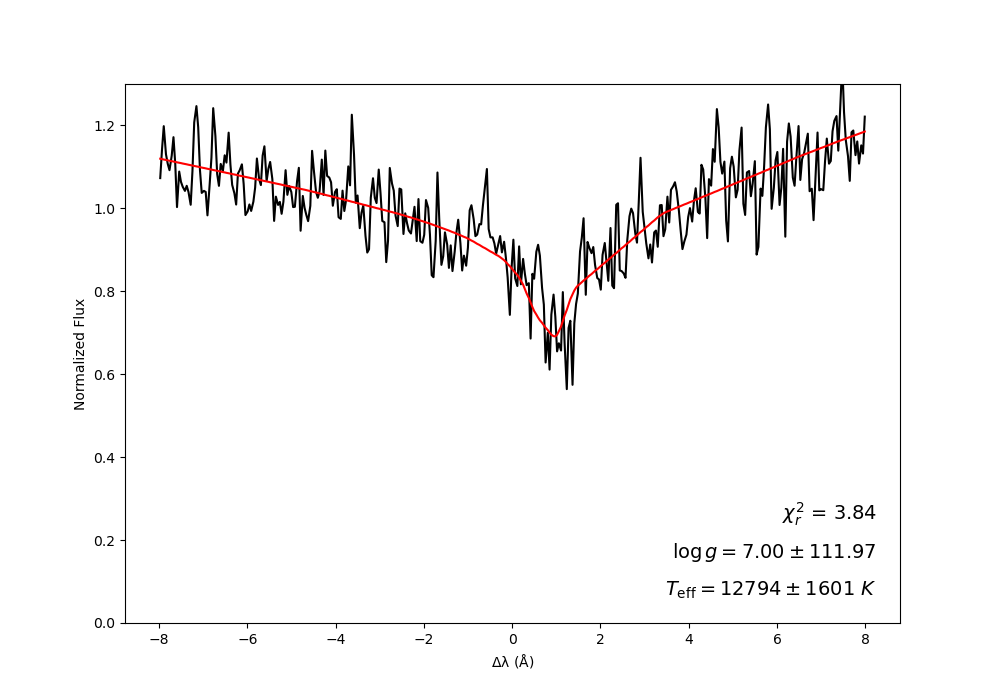 1.2
1.0
0.8
0.6
0.4
0.2
0.0
Normalized Flux
χ²ᵣ = 3.84
log g = 7.00 ± 111.97
T_eff = 12794 ± 1601 K
−8 −6 −4 −2 0 2 4 6 8
Δλ (Å)